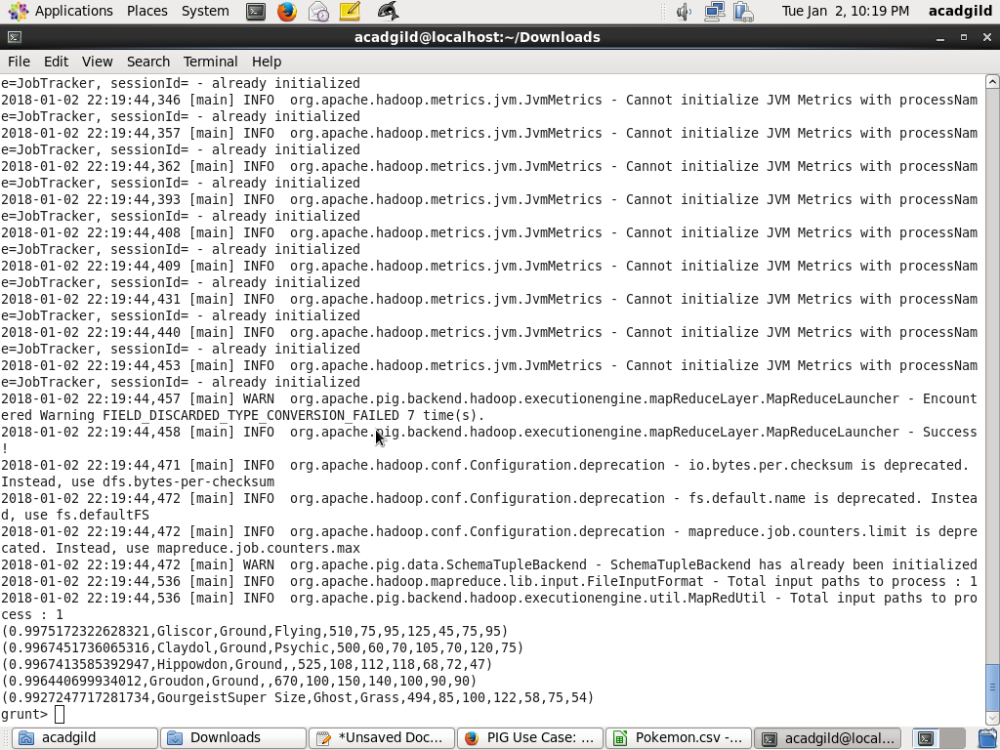 Applications Places System Tue Jan 2, 10:19 PM acadgild
acadgild@localhost:~/Downloads
File Edit View Search Terminal Help
e=JobTracker, sessionId= - already initialized
2018-01-02 22:19:44,346 [main] INFO  org.apache.hadoop.metrics.jvm.JvmMetrics - Cannot initialize JVM Metrics with processNam
e=JobTracker, sessionId= - already initialized
2018-01-02 22:19:44,357 [main] INFO  org.apache.hadoop.metrics.jvm.JvmMetrics - Cannot initialize JVM Metrics with processNam
e=JobTracker, sessionId= - already initialized
2018-01-02 22:19:44,362 [main] INFO  org.apache.hadoop.metrics.jvm.JvmMetrics - Cannot initialize JVM Metrics with processNam
e=JobTracker, sessionId= - already initialized
2018-01-02 22:19:44,393 [main] INFO  org.apache.hadoop.metrics.jvm.JvmMetrics - Cannot initialize JVM Metrics with processNam
e=JobTracker, sessionId= - already initialized
2018-01-02 22:19:44,408 [main] INFO  org.apache.hadoop.metrics.jvm.JvmMetrics - Cannot initialize JVM Metrics with processNam
e=JobTracker, sessionId= - already initialized
2018-01-02 22:19:44,409 [main] INFO  org.apache.hadoop.metrics.jvm.JvmMetrics - Cannot initialize JVM Metrics with processNam
e=JobTracker, sessionId= - already initialized
2018-01-02 22:19:44,431 [main] INFO  org.apache.hadoop.metrics.jvm.JvmMetrics - Cannot initialize JVM Metrics with processNam
e=JobTracker, sessionId= - already initialized
2018-01-02 22:19:44,440 [main] INFO  org.apache.hadoop.metrics.jvm.JvmMetrics - Cannot initialize JVM Metrics with processNam
e=JobTracker, sessionId= - already initialized
2018-01-02 22:19:44,453 [main] INFO  org.apache.hadoop.metrics.jvm.JvmMetrics - Cannot initialize JVM Metrics with processNam
e=JobTracker, sessionId= - already initialized
2018-01-02 22:19:44,457 [main] WARN  org.apache.pig.backend.hadoop.executionengine.mapReduceLayer.MapReduceLauncher - Encount
ered Warning FIELD_DISCARDED_TYPE_CONVERSION_FAILED 7 time(s).
2018-01-02 22:19:44,458 [main] INFO  org.apache.pig.backend.hadoop.executionengine.mapReduceLayer.MapReduceLauncher - Success
!
2018-01-02 22:19:44,471 [main] INFO  org.apache.hadoop.conf.Configuration.deprecation - io.bytes.per.checksum is deprecated.
Instead, use dfs.bytes-per-checksum
2018-01-02 22:19:44,472 [main] INFO  org.apache.hadoop.conf.Configuration.deprecation - fs.default.name is deprecated. Instea
d, use fs.defaultFS
2018-01-02 22:19:44,472 [main] INFO  org.apache.hadoop.conf.Configuration.deprecation - mapreduce.job.counters.limit is depre
cated. Instead, use mapreduce.job.counters.max
2018-01-02 22:19:44,472 [main] WARN  org.apache.pig.data.SchemaTupleBackend - SchemaTupleBackend has already been initialized
2018-01-02 22:19:44,536 [main] INFO  org.apache.hadoop.mapreduce.lib.input.FileInputFormat - Total input paths to process : 1
2018-01-02 22:19:44,536 [main] INFO  org.apache.pig.backend.hadoop.executionengine.util.MapRedUtil - Total input paths to pro
cess : 1
(0.9975172322628321,Gliscor,Ground,Flying,510,75,95,125,45,75,95)
(0.9967451736065316,Claydol,Ground,Psychic,500,60,70,105,70,120,75)
(0.9967413585392947,Hippowdon,Ground,,525,108,112,118,68,72,47)
(0.996440699934012,Groudon,Ground,,670,100,150,140,100,90,90)
(0.9927247717281734,GourgeistSuper Size,Ghost,Grass,494,85,100,122,58,75,54)
grunt>
acadgild Downloads *Unsaved Doc... PIG Use Case: ... Pokemon.csv -... acadgild@local...